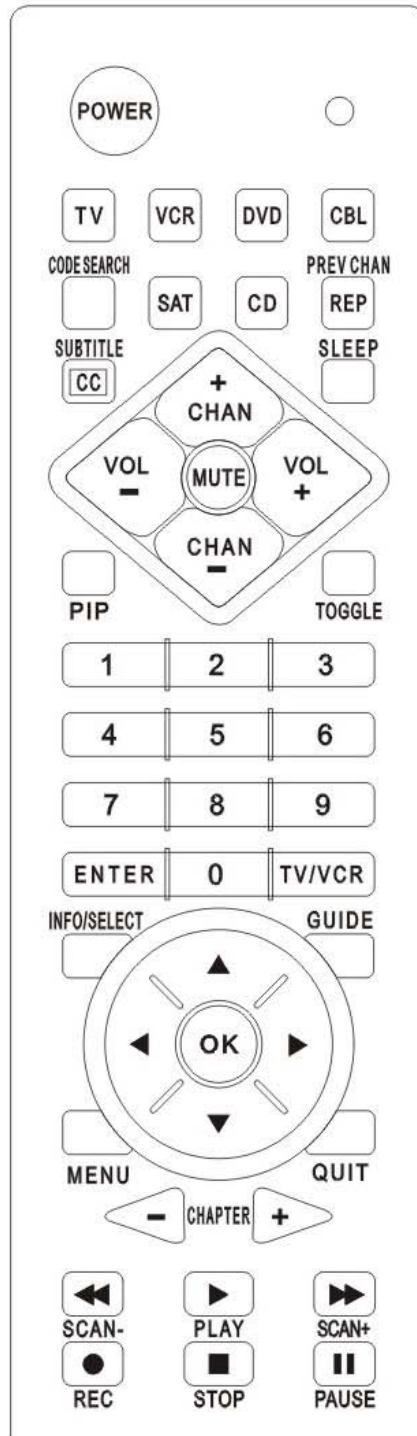 POWER
TV VCR DVD CBL
CODE SEARCH PREV CHAN
SAT CD REP
SUBTITLE SLEEP
CC
+
CHAN
VOL - MUTE VOL +
CHAN
-
PIP TOGGLE
1 2 3
4 5 6
7 8 9
ENTER 0 TV/VCR
INFO/SELECT GUIDE
OK
MENU QUIT
- CHAPTER +
SCAN- PLAY SCAN+
REC STOP PAUSE